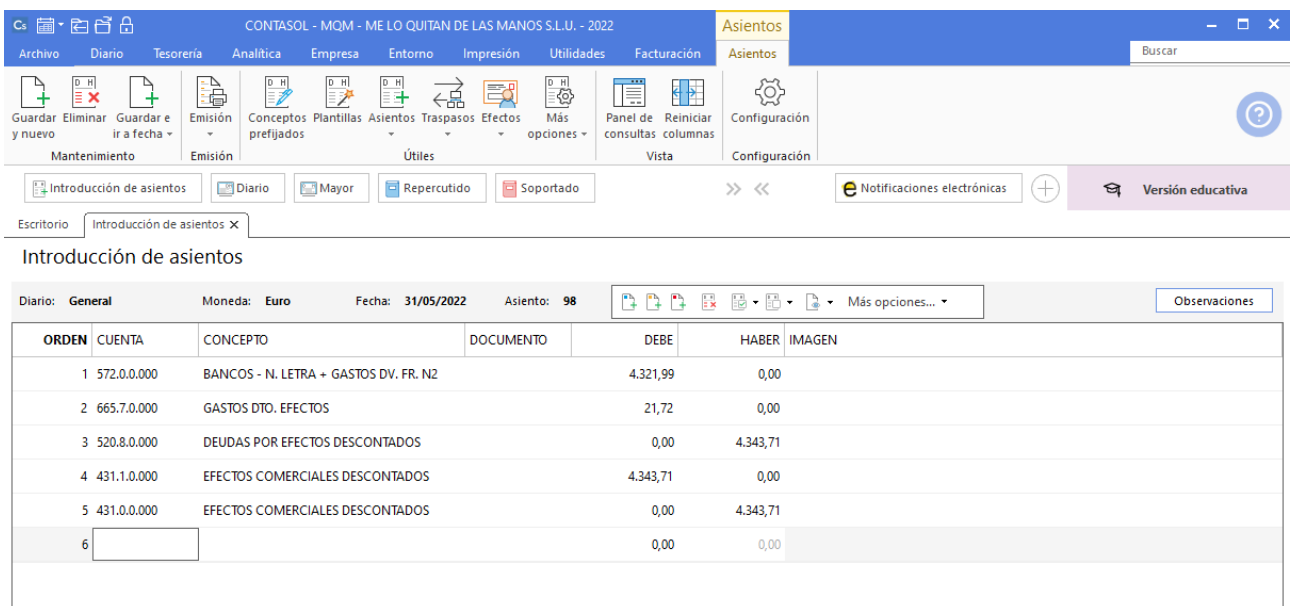 Cs CONTASOL - MQM - ME LO QUITAN DE LAS MANOS S.L.U. - 2022 Asientos
Archivo Diario Tesorería Analítica Empresa Entorno Impresión Utilidades Facturación Asientos Buscar
D H D H D H D H D H
Guardar Eliminar Guardar e Emisión Conceptos Plantillas Asientos Traspasos Efectos Más Panel de Reiniciar Configuración
y nuevo ir a fecha prefijados opciones consultas columnas
Mantenimiento Emisión Útiles Vista Configuración
Introducción de asientos Diario Mayor Repercutido Soportado Notificaciones electrónicas Versión educativa
Escritorio Introducción de asientos X
Introducción de asientos
Diario: General Moneda: Euro Fecha: 31/05/2022 Asiento: 98 Más opciones... Observaciones
ORDEN CUENTA CONCEPTO DOCUMENTO DEBE HABER IMAGEN
1 572.0.0.000 BANCOS - N. LETRA + GASTOS DV. FR. N2 4.321,99 0,00
2 665.7.0.000 GASTOS DTO. EFECTOS 21,72 0,00
3 520.8.0.000 DEUDAS POR EFECTOS DESCONTADOS 0,00 4.343,71
4 431.1.0.000 EFECTOS COMERCIALES DESCONTADOS 4.343,71 0,00
5 431.0.0.000 EFECTOS COMERCIALES DESCONTADOS 0,00 4.343,71
6 0,00 0,00